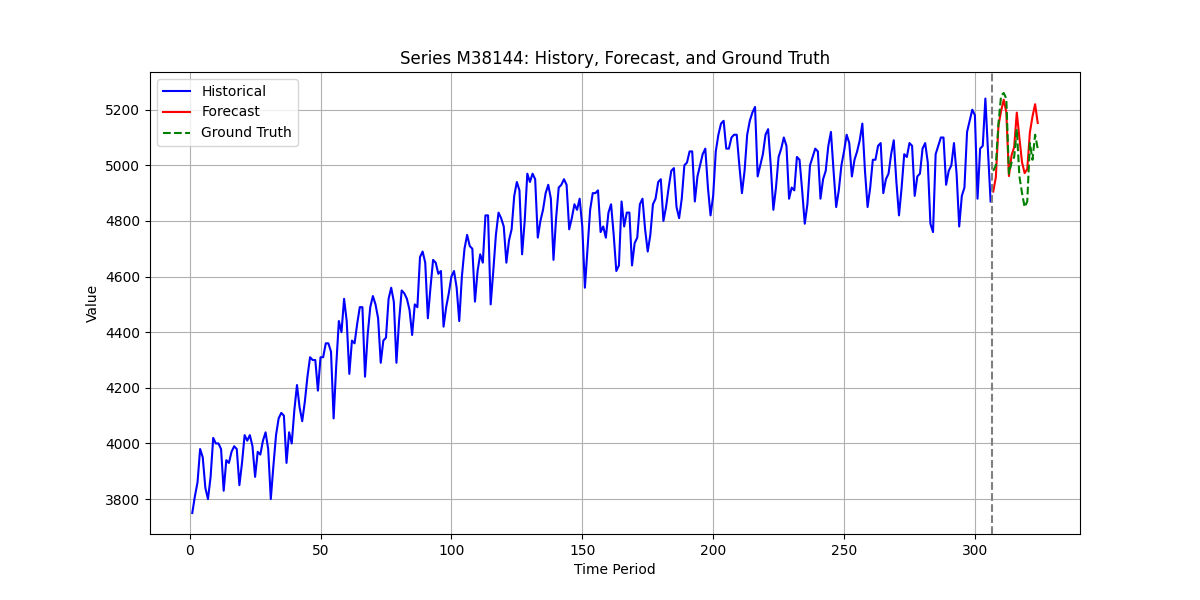 Series M38144: History, Forecast, and Ground Truth
Historical
Forecast
Ground Truth
5200
5000
4800
4600
4400
4200
4000
3800
Value
0 50 100 150 200 250 300
Time Period